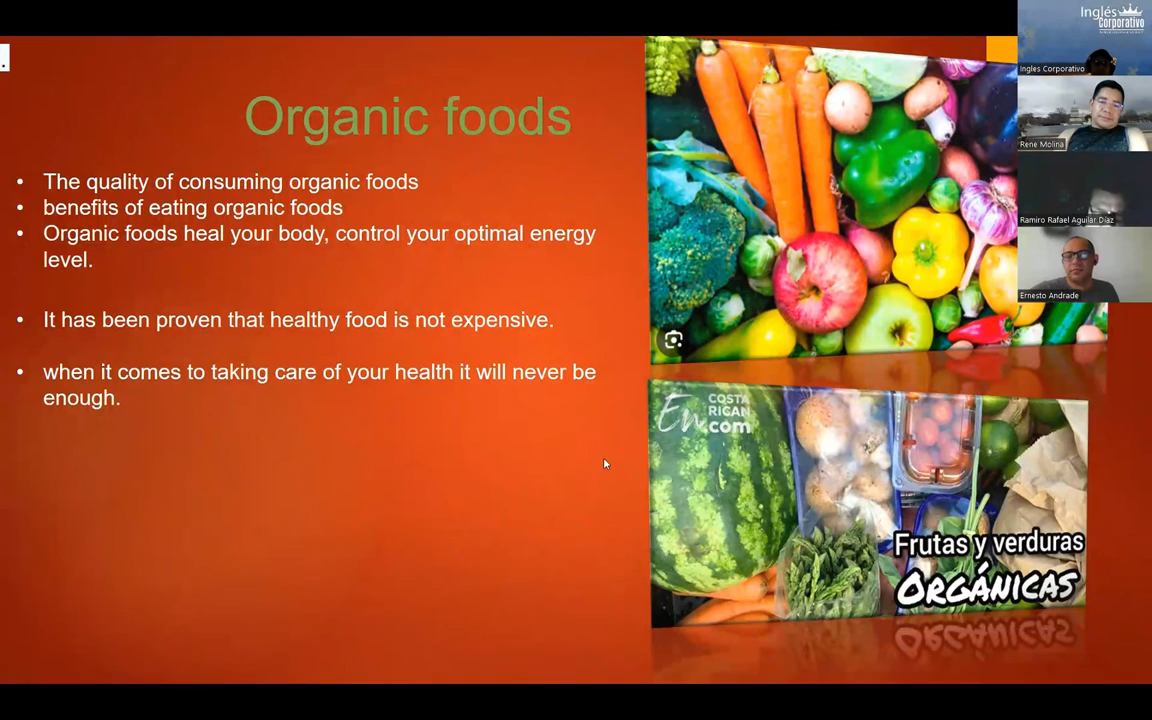 .
Organic foods
• The quality of consuming organic foods
• benefits of eating organic foods
• Organic foods heal your body, control your optimal energy
level.
• It has been proven that healthy food is not expensive.
• when it comes to taking care of your health it will never be
enough.
En COSTA
RICAN
.com
Frutas y verduras
ORGÁNICAS
Inglés
Corporativo
Ingles Corporativo
Rene Molina
Ramiro Rafael Aguilar Díaz
Ernesto Andrade